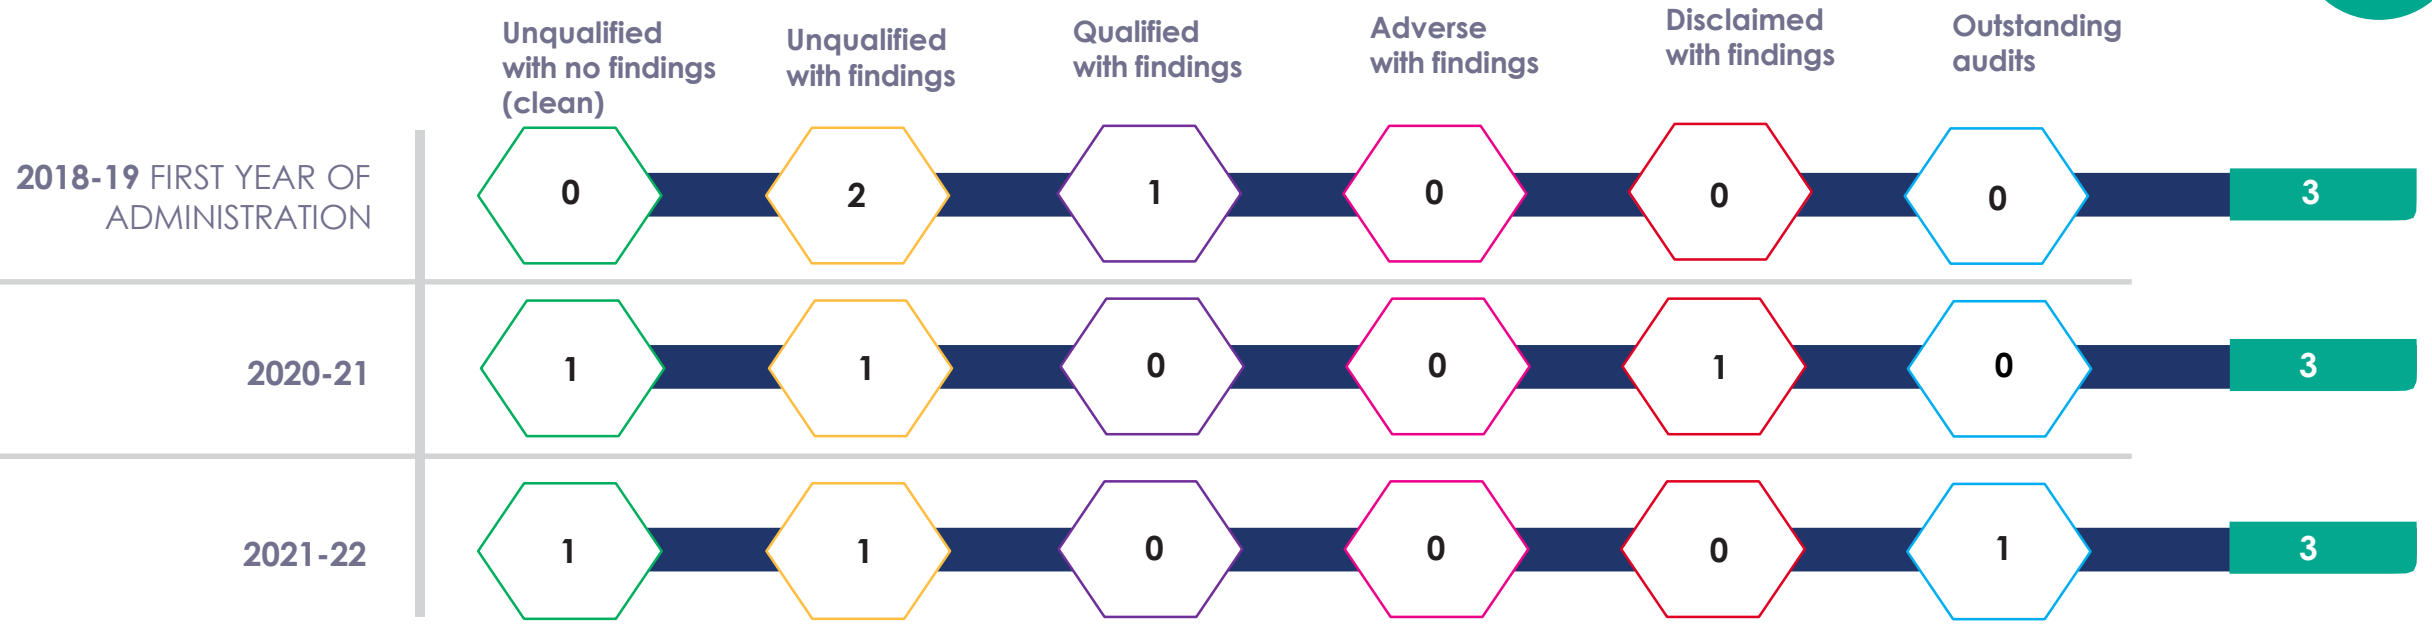 Unqualified
with no findings
(clean)
Unqualified
with findings
Qualified
with findings
Adverse
with findings
Disclaimed
with findings
Outstanding
audits
2018-19 FIRST YEAR OF
ADMINISTRATION
0 2 1 0 0 0 3
2020-21
1 1 0 0 1 0 3
2021-22
1 1 0 0 0 1 3